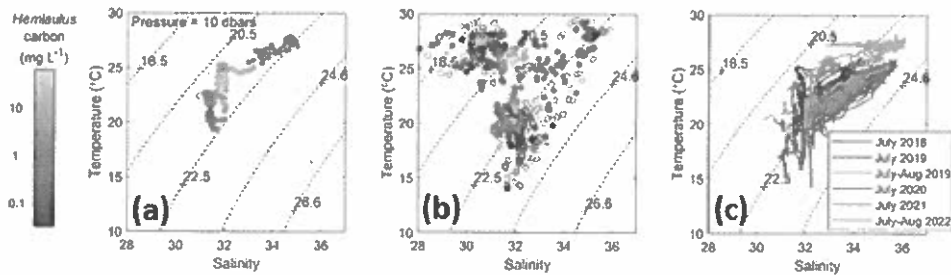 Hemiaulus
carbon
(mg L⁻¹)
10
1
0.1
Pressure = 10 dbars
Temperature (°C)
30
25
20
15
10
18.5
20.5
22.5
24.6
26.6
(a)
28 30 32 34 36
Salinity
Temperature (°C)
30
25
20
15
10
18.5
20.5
22.5
24.6
26.6
(b)
28 30 32 34 36
Salinity
Temperature (°C)
30
25
20
15
10
18.5
20.5
24.6
(c)
July 2018
July 2019
July-Aug 2019
July 2020
July 2021
July-Aug 2022
28 30 32 34 36
Salinity